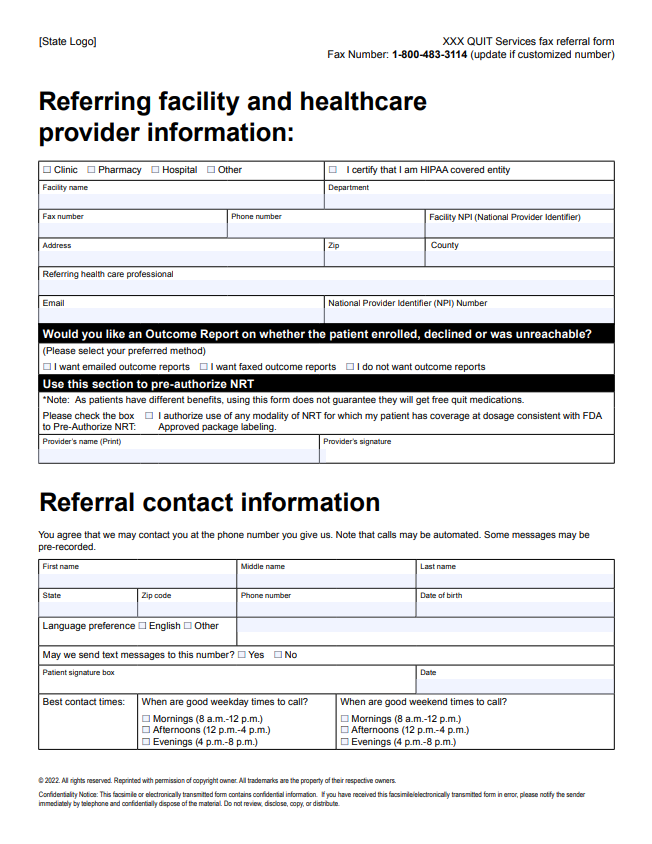 [State Logo]
XXX QUIT Services fax referral form
Fax Number: 1-800-483-3114 (update if customized number)
Referring facility and healthcare
provider information:
☐ Clinic ☐ Pharmacy ☐ Hospital ☐ Other
☐ I certify that I am HIPAA covered entity
Facility name
Department
Fax number
Phone number
Facility NPI (National Provider Identifier)
Address
Zip
County
Referring health care professional
Email
National Provider Identifier (NPI) Number
Would you like an Outcome Report on whether the patient enrolled, declined or was unreachable?
(Please select your preferred method)
☐ I want emailed outcome reports ☐ I want faxed outcome reports ☐ I do not want outcome reports
Use this section to pre-authorize NRT
*Note: As patients have different benefits, using this form does not guarantee they will get free quit medications.
Please check the box
to Pre-Authorize NRT:
☐ I authorize use of any modality of NRT for which my patient has coverage at dosage consistent with FDA
Approved package labeling.
Provider's name (Print)
Provider's signature
Referral contact information
You agree that we may contact you at the phone number you give us. Note that calls may be automated. Some messages may be
pre-recorded.
First name
Middle name
Last name
State
Zip code
Phone number
Date of birth
Language preference ☐ English ☐ Other
May we send text messages to this number? ☐ Yes ☐ No
Patient signature box
Date
Best contact times:
When are good weekday times to call?
☐ Mornings (8 a.m.-12 p.m.)
☐ Afternoons (12 p.m.-4 p.m.)
☐ Evenings (4 p.m.-8 p.m.)
When are good weekend times to call?
☐ Mornings (8 a.m.-12 p.m.)
☐ Afternoons (12 p.m.-4 p.m.)
☐ Evenings (4 p.m.-8 p.m.)
© 2022. All rights reserved. Reprinted with permission of copyright owner. All trademarks are the property of their respective owners.
Confidentiality Notice: This facsimile or electronically transmitted form contains confidential information. If you have received this facsimile/electronically transmitted form in error, please notify the sender
immediately by telephone and confidentially dispose of the material. Do not review, disclose, copy, or distribute.